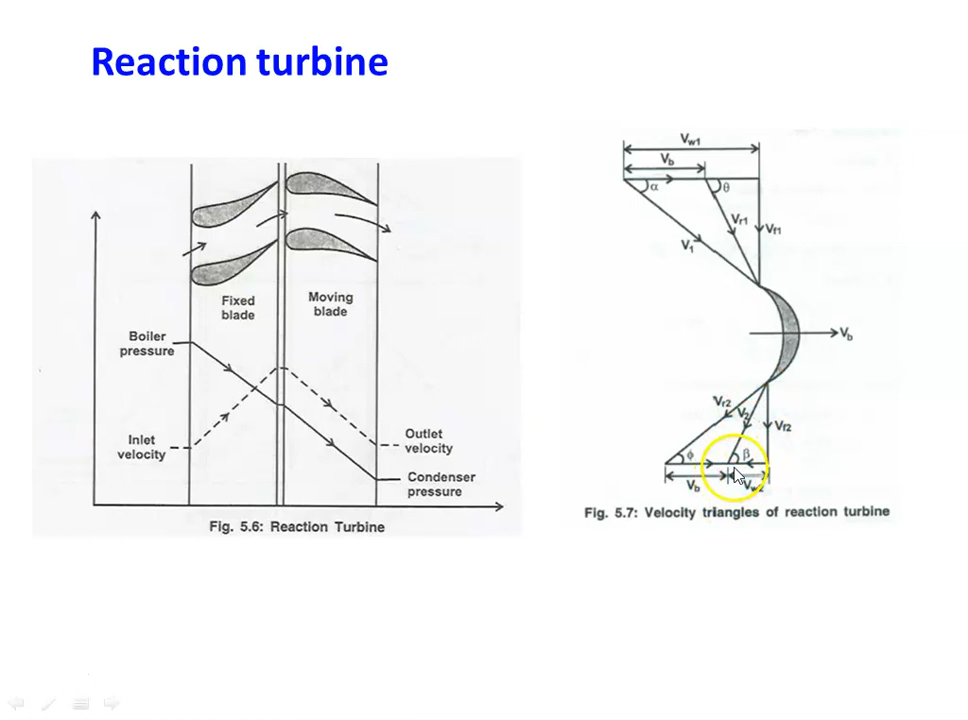 Reaction turbine
Fixed
blade
Moving
blade
Boiler
pressure
Inlet
velocity
Outlet
velocity
Condenser
pressure
Fig. 5.6: Reaction Turbine
Vw1
Vb
α
θ
Vr1
Vf1
V1
Vb
Vr2
V2
Vf2
φ
β
Vb
Vw2
Fig. 5.7: Velocity triangles of reaction turbine